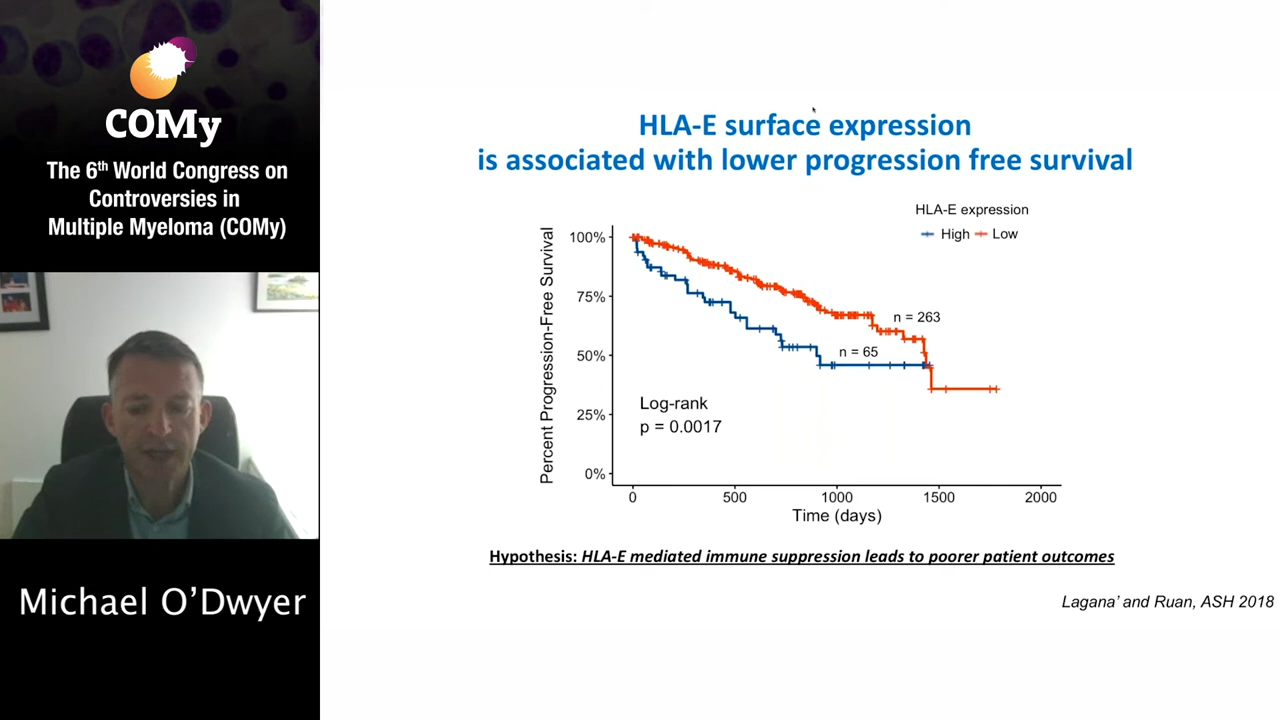 COMy
The 6th World Congress on
Controversies in
Multiple Myeloma (COMy)
Michael O'Dwyer
HLA-E surface expression
is associated with lower progression free survival
HLA-E expression
High Low
Percent Progression-Free Survival
100%
75%
50%
25%
0%
n = 263
n = 65
Log-rank
p = 0.0017
0 500 1000 1500 2000
Time (days)
Hypothesis: HLA-E mediated immune suppression leads to poorer patient outcomes
Lagana' and Ruan, ASH 2018